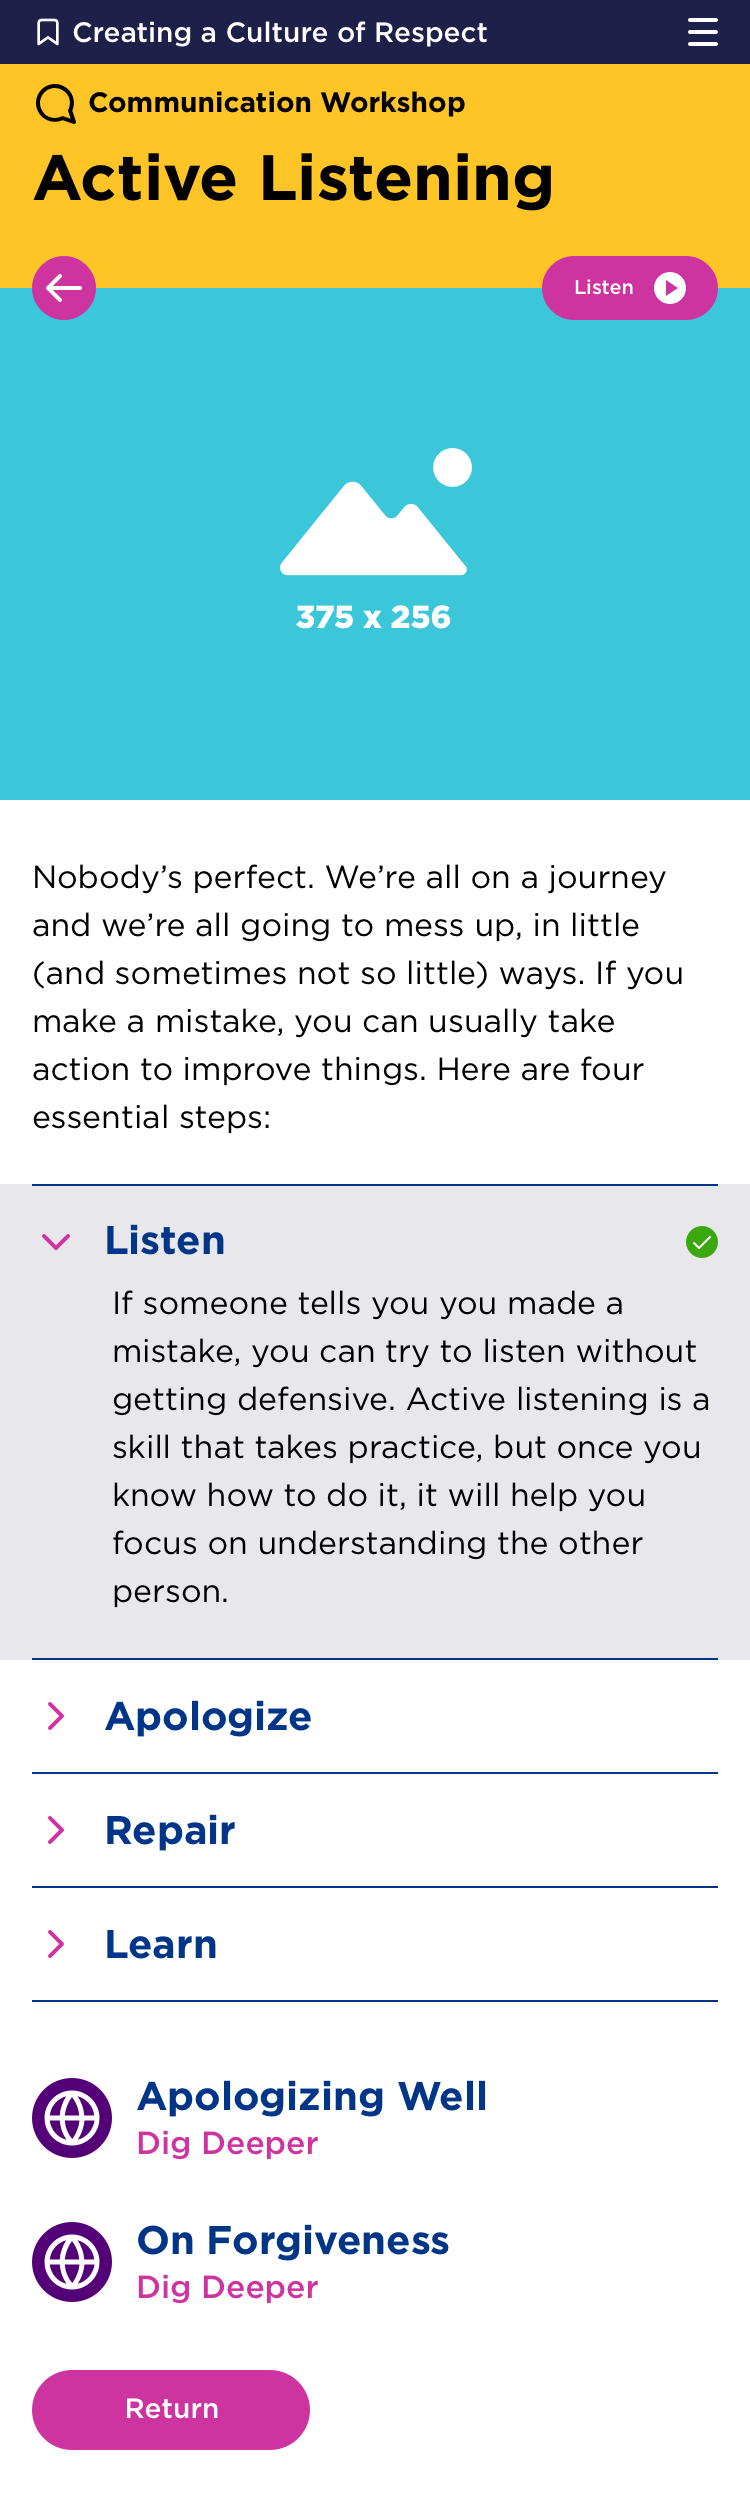 Creating a Culture of Respect
Communication Workshop
Active Listening
Listen
375 x 256
Nobody’s perfect. We’re all on a journey
and we’re all going to mess up, in little
(and sometimes not so little) ways. If you
make a mistake, you can usually take
action to improve things. Here are four
essential steps:
Listen
If someone tells you you made a
mistake, you can try to listen without
getting defensive. Active listening is a
skill that takes practice, but once you
know how to do it, it will help you
focus on understanding the other
person.
Apologize
Repair
Learn
Apologizing Well
Dig Deeper
On Forgiveness
Dig Deeper
Return